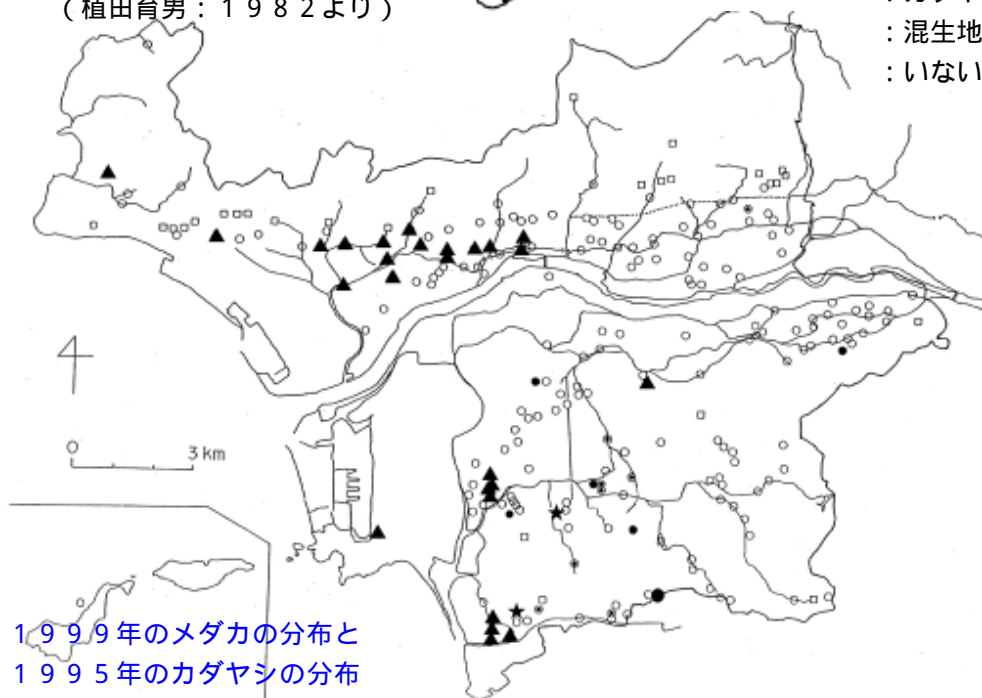 （植田育男：１９８２より）
：混生地
：いない
0
4
3 km
１９９９年のメダカの分布と
１９９５年のカダヤシの分布